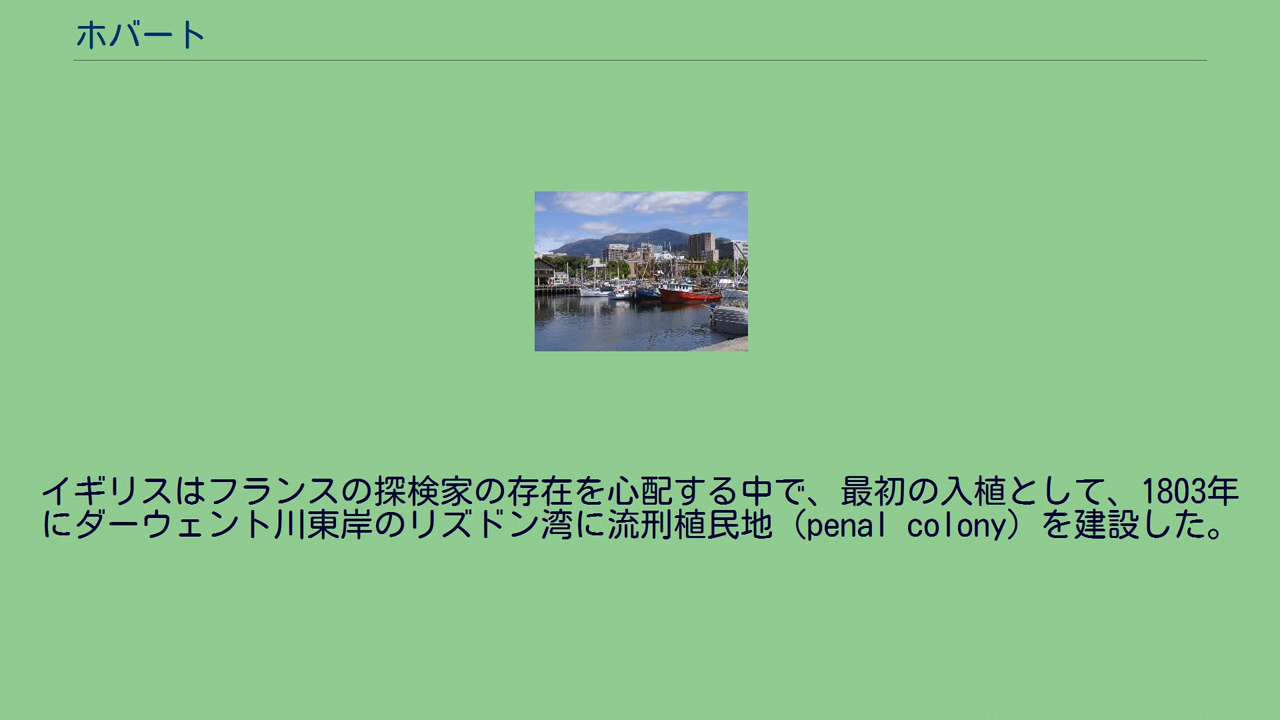 ホバート
イギリスはフランスの探検家の存在を心配する中で、最初の入植として、1803年
にダーウェント川東岸のリズドン湾に流刑植民地（penal colony）を建設した。